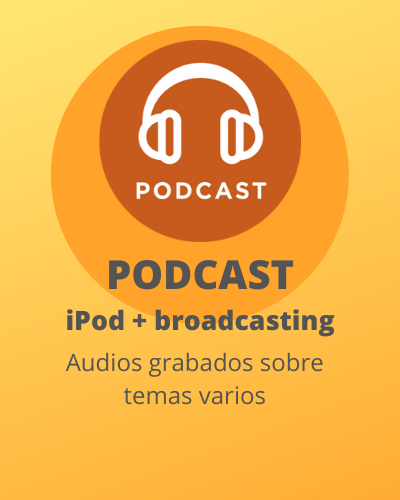 PODCAST
PODCAST
iPod + broadcasting
Audios grabados sobre
temas varios